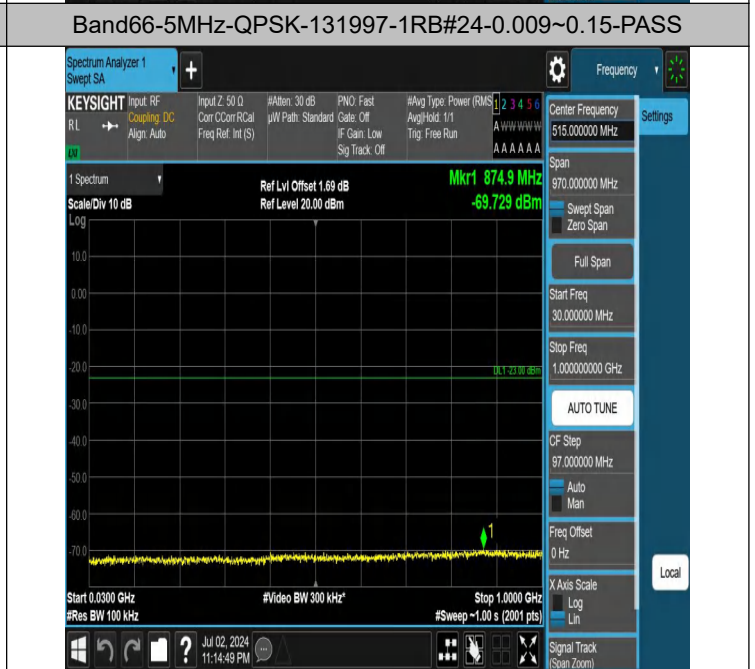 Band66-5MHz-QPSK-131997-1RB#24-0.009~0.15-PASS
Spectrum Analyzer 1
Swept SA
+
Frequency
KEYSIGHT
RL
LXI
Input: RF
Coupling: DC
Align: Auto
Input Z: 50 Ω
Corr CCorr RCal
Freq Ref: Int (S)
#Atten: 30 dB
µW Path: Standard
PNO: Fast
Gate: Off
IF Gain: Low
Sig Track: Off
#Avg Type: Power (RMS
Avg|Hold: 1/1
Trig: Free Run
1 2 3 4 5 6
A W W W W W
A A A A A A
1 Spectrum
Scale/Div 10 dB
Log
Ref Lvl Offset 1.69 dB
Ref Level 20.00 dBm
Mkr1 874.9 MHz
-69.729 dBm
10.0
0.00
-10.0
-20.0
DL1 -23.00 dBm
-30.0
-40.0
-50.0
-60.0
1
-70.0
Start 0.0300 GHz
#Res BW 100 kHz
#Video BW 300 kHz*
Stop 1.0000 GHz
#Sweep ~1.00 s (2001 pts)
?
Jul 02, 2024
11:14:49 PM
Center Frequency
515.000000 MHz
Settings
Span
970.000000 MHz
Swept Span
Zero Span
Full Span
Start Freq
30.000000 MHz
Stop Freq
1.000000000 GHz
AUTO TUNE
CF Step
97.000000 MHz
Auto
Man
Freq Offset
0 Hz
Local
X Axis Scale
Log
Lin
Signal Track
(Span Zoom)